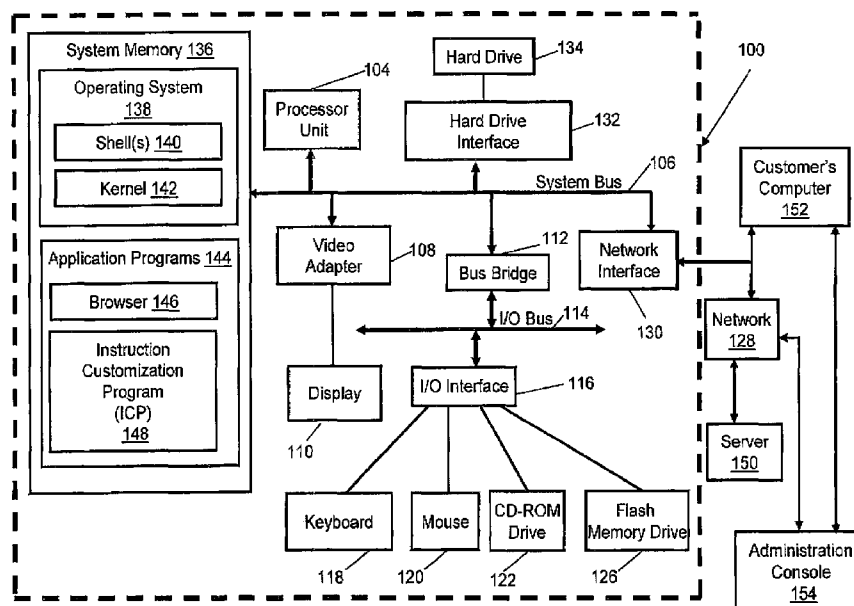 System Memory 136
Operating System
138
Shell(s) 140
Kernel 142
Application Programs 144
Browser 146
Instruction
Customization
Program
(ICP)
148
104
Processor
Unit
Hard Drive
134
Hard Drive
Interface
132
100
System Bus
106
Video
Adapter
108
112
Bus Bridge
Network
Interface
130
I/O Bus
114
Display
110
I/O Interface
116
Keyboard
118
Mouse
120
CD-ROM
Drive
122
Flash
Memory Drive
126
Customer's
Computer
152
Network
128
Server
150
Administration
Console
154